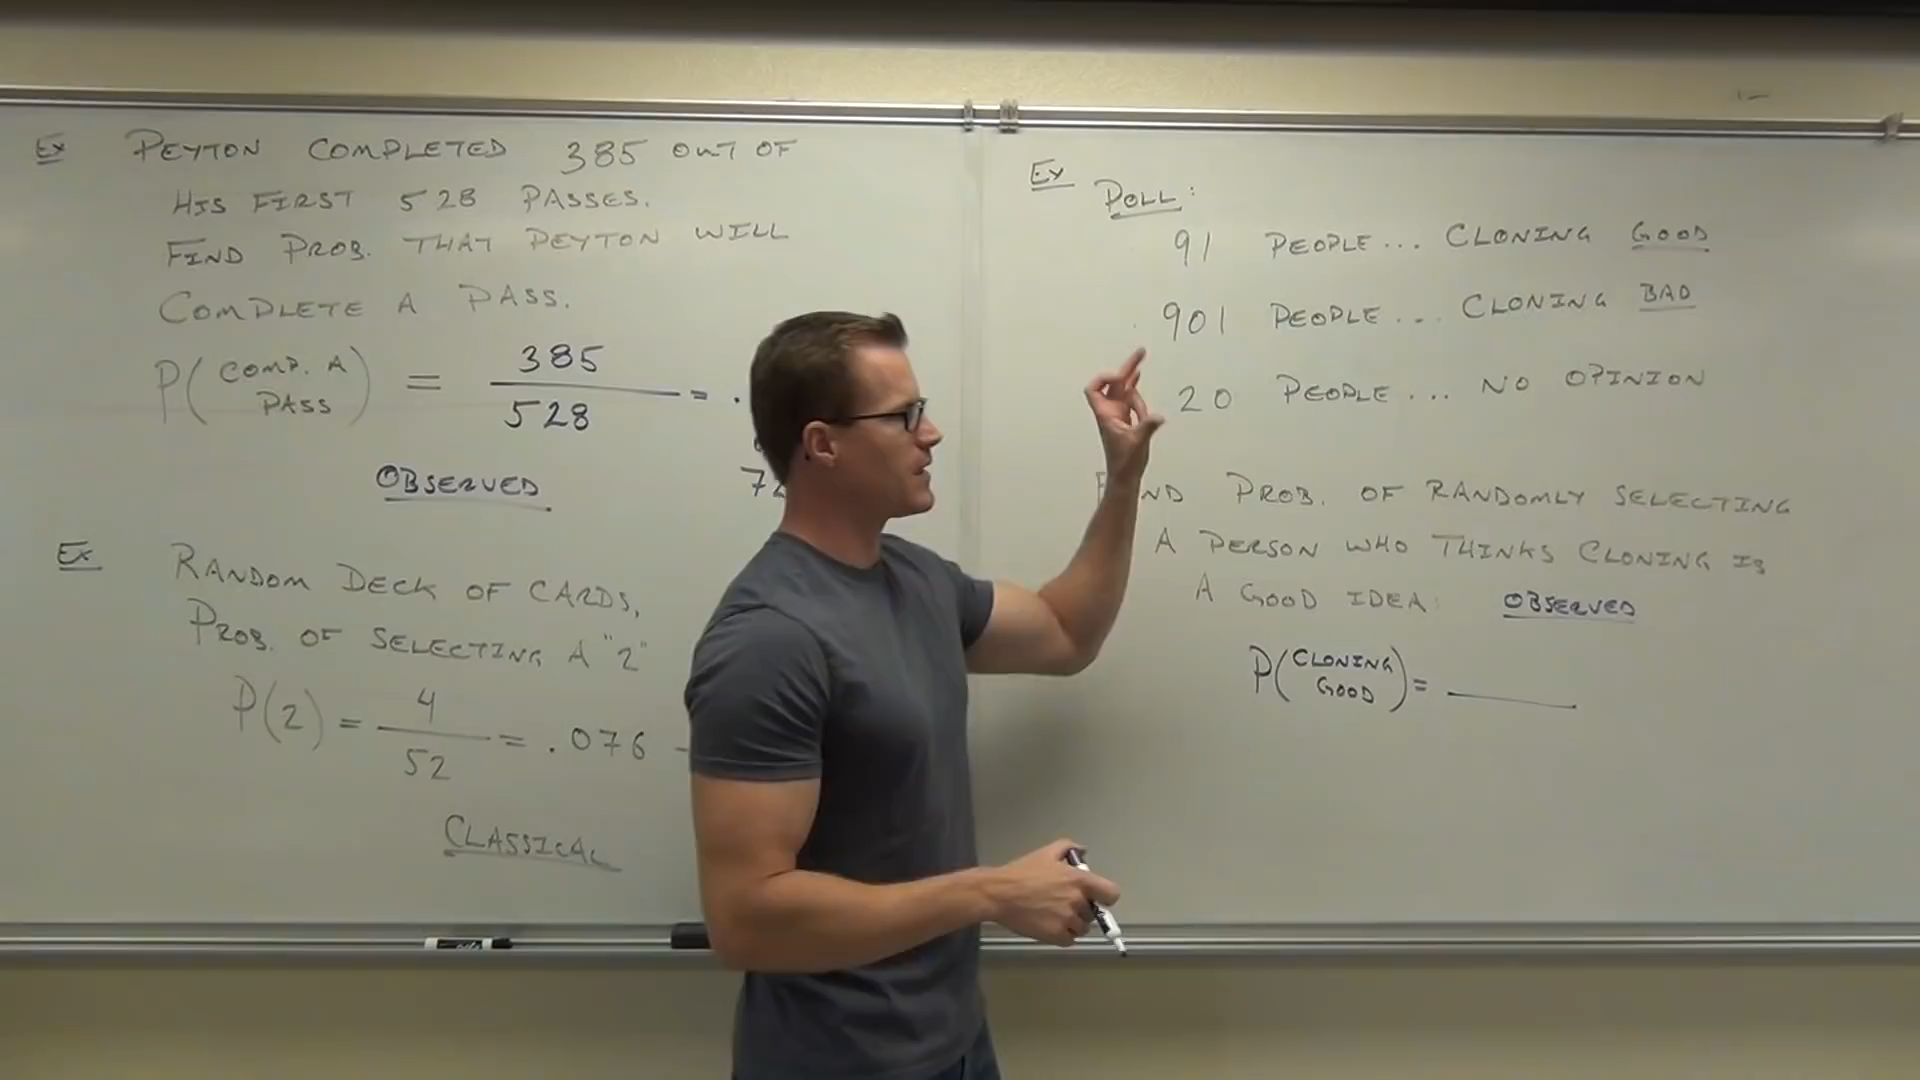 Ex PEYTON COMPLETED 385 OUT OF
HIS FIRST 528 PASSES.
FIND PROB. THAT PEYTON WILL
COMPLETE A PASS.
P(COMP. A PASS) = 385/528 = .
OBSERVED
Ex RANDOM DECK OF CARDS,
PROB. OF SELECTING A "2"
P(2) = 4/52 = .076
CLASSICAL
Ex POLL:
91 PEOPLE... CLONING GOOD
901 PEOPLE... CLONING BAD
20 PEOPLE... NO OPINION
PROB. OF RANDOMLY SELECTING
A PERSON WHO THINKS CLONING IS
A GOOD IDEA: OBSERVED
P(CLONING GOOD) =